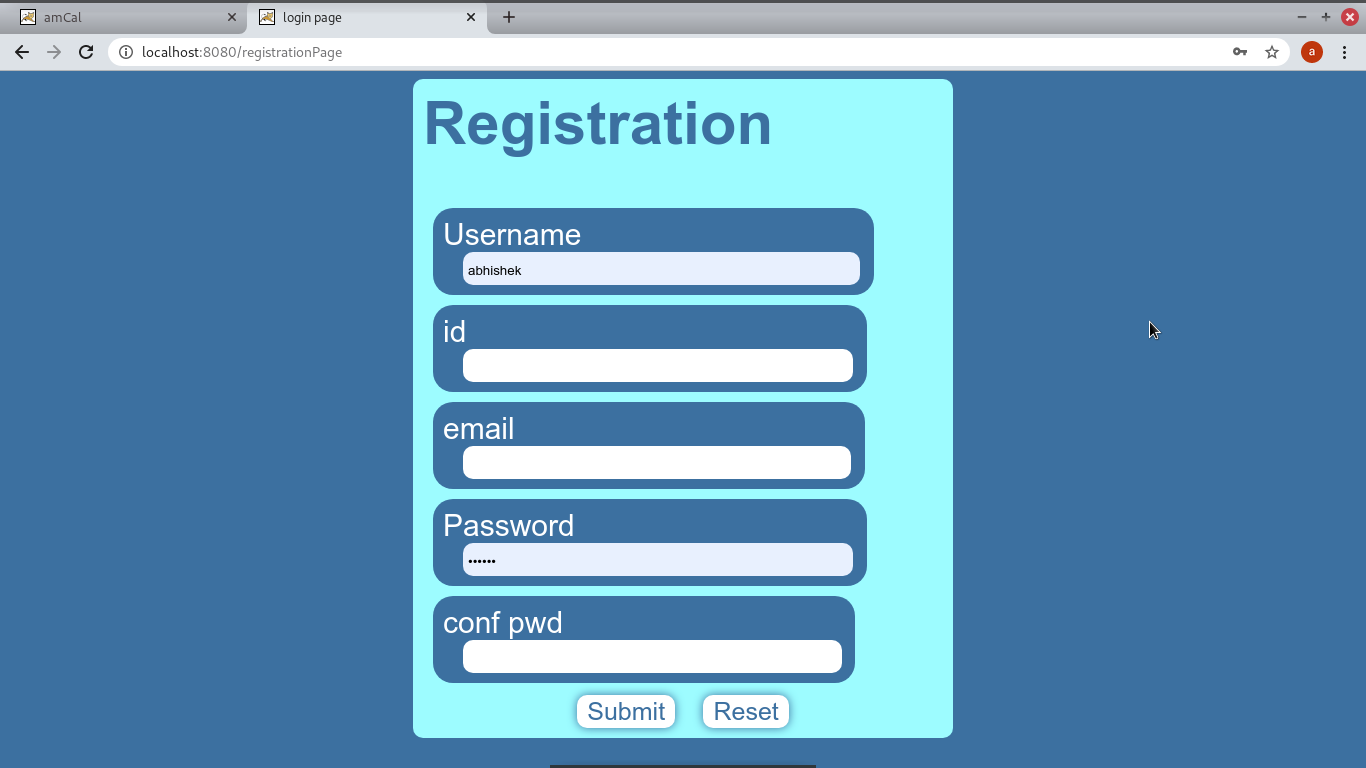 amCal
login page
localhost:8080/registrationPage
a
Registration
Username
abhishek
id
email
Password
••••••
conf pwd
Submit Reset